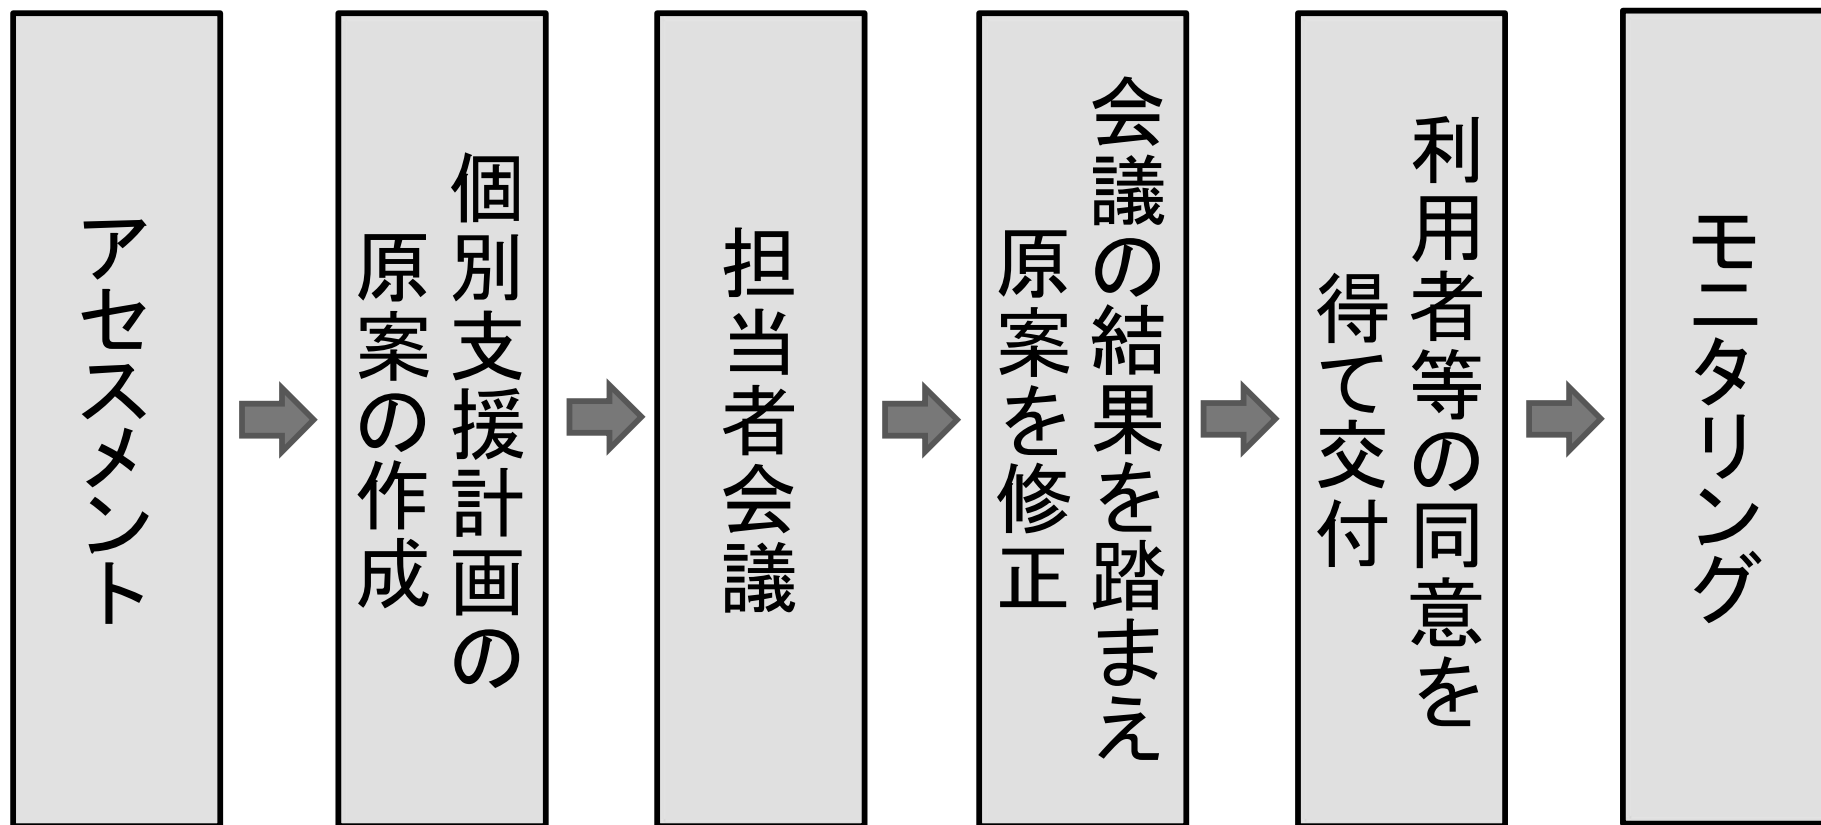 アセスメント
個別支援計画の
原案の作成
担当者会議
会議の結果を踏まえ
原案を修正
利用者等の同意を
得て交付
モニタリング